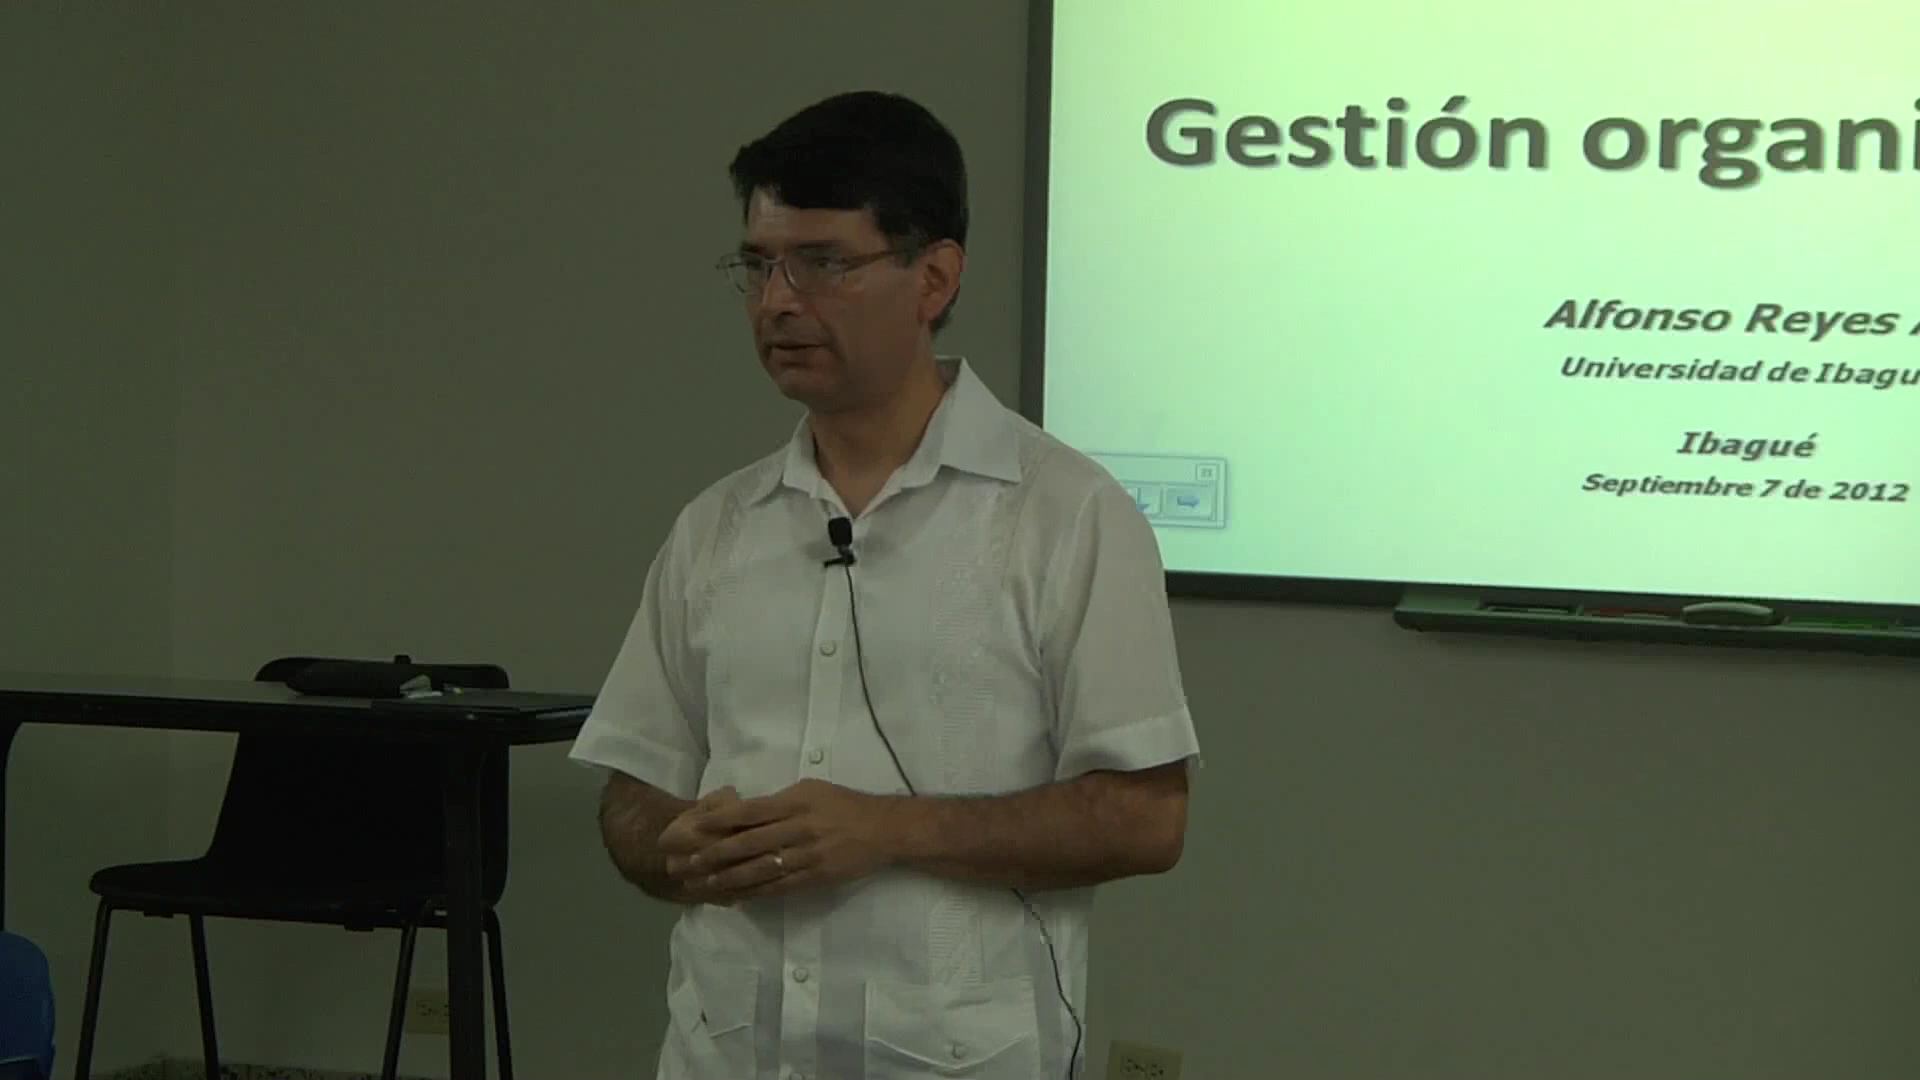 Gestión organi
Alfonso Reyes
Universidad de Ibagu
Ibagué
Septiembre 7 de 2012